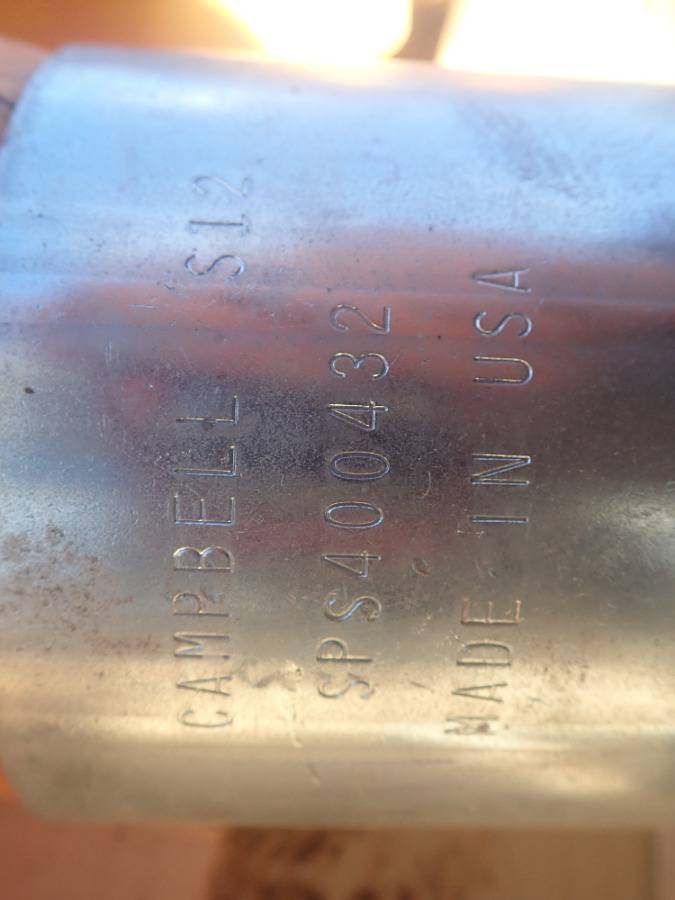 CAMPBELL S12
SPS400432
MADE IN USA